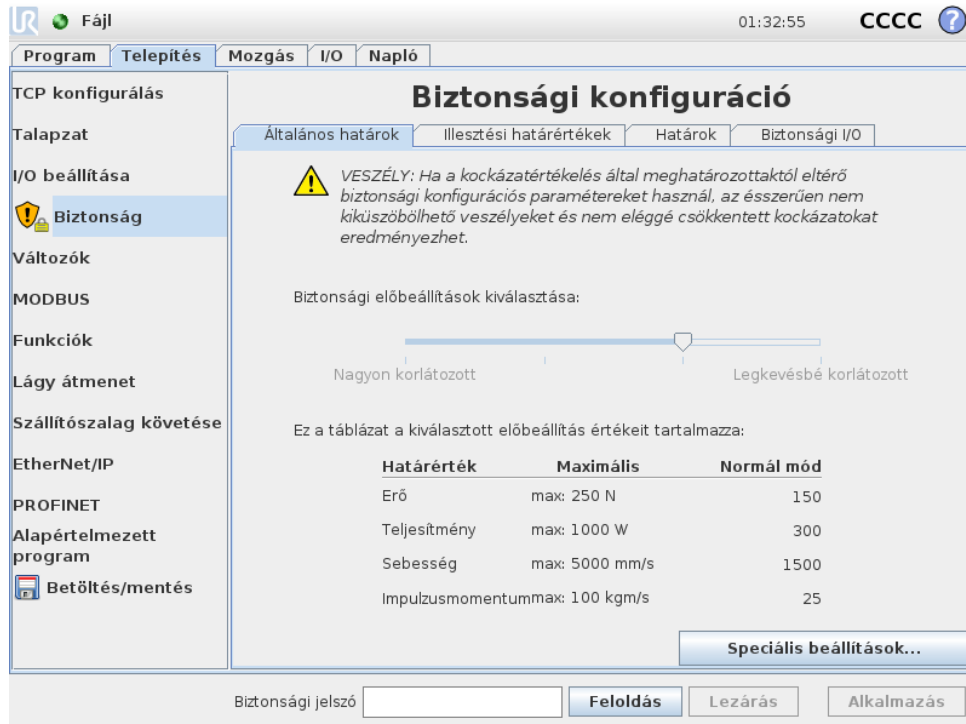 UR Fájl 01:32:55 CCCC ?
Program Telepítés Mozgás I/O Napló
TCP konfigurálás
Talapzat
I/O beállítása
Biztonság
Változók
MODBUS
Funkciók
Lágy átmenet
Szállítószalag követése
EtherNet/IP
PROFINET
Alapértelmezett
program
Betöltés/mentés
Biztonsági konfiguráció
Általános határok Illesztési határértékek Határok Biztonsági I/O
VESZÉLY: Ha a kockázatértékelés által meghatározottaktól eltérő
biztonsági konfigurációs paramétereket használ, az ésszerűen nem
kiküszöbölhető veszélyeket és nem eléggé csökkentett kockázatokat
eredményezhet.
Biztonsági előbeállítások kiválasztása:
Nagyon korlátozott Legkevésbé korlátozott
Ez a táblázat a kiválasztott előbeállítás értékeit tartalmazza:
Határérték Maximális Normál mód
Erő max: 250 N 150
Teljesítmény max: 1000 W 300
Sebesség max: 5000 mm/s 1500
Impulzusmomentum max: 100 kgm/s 25
Speciális beállítások...
Biztonsági jelszó Feloldás Lezárás Alkalmazás